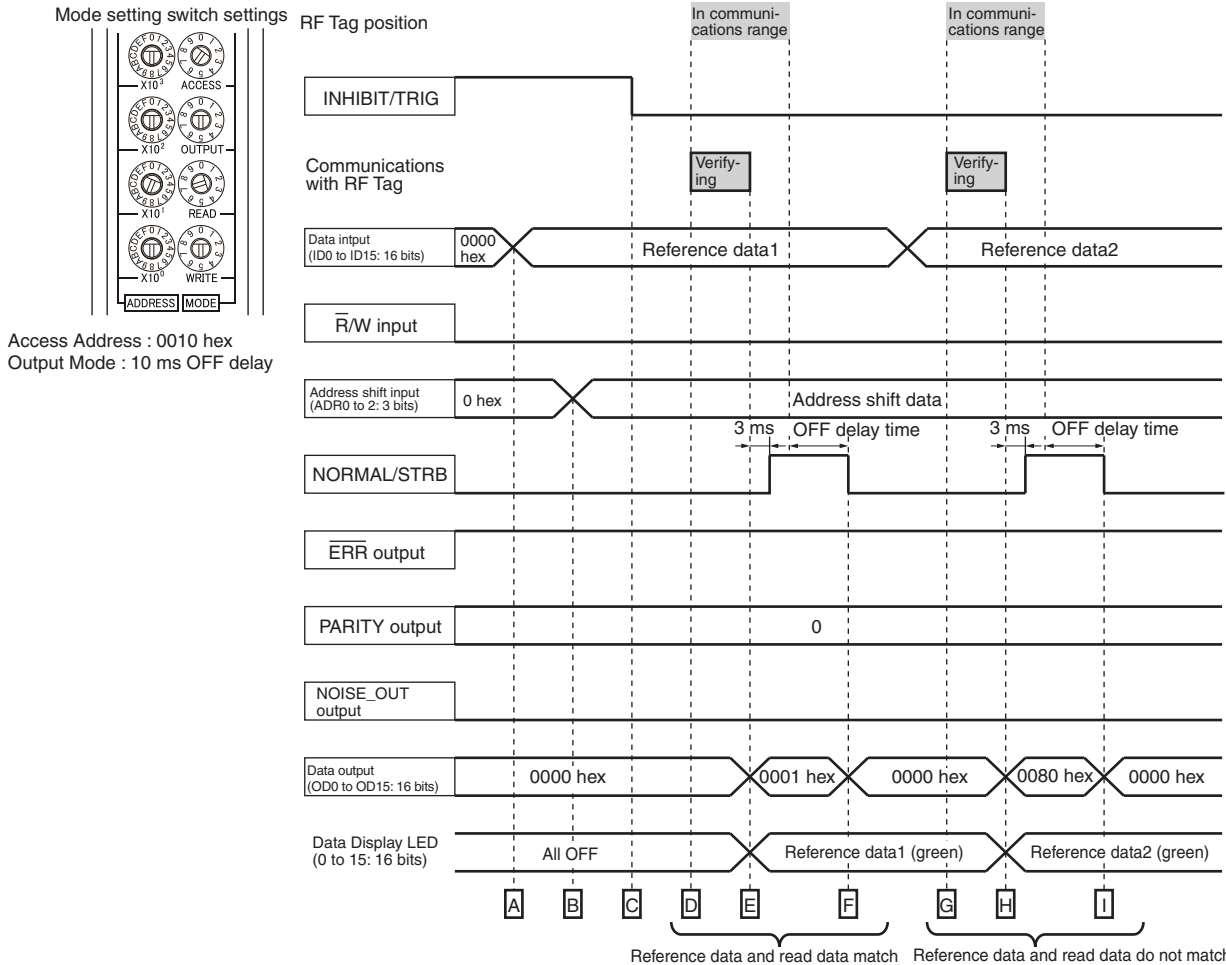 Mode setting switch settings
X10³ ACCESS
X10² OUTPUT
X10¹ READ
X10⁰ WRITE
ADDRESS MODE
Access Address : 0010 hex
Output Mode : 10 ms OFF delay
RF Tag position
In communi-
cations range
In communi-
cations range
INHIBIT/TRIG
Communications
with RF Tag
Verify-
ing
Verify-
ing
Data intput
(ID0 to ID15: 16 bits)
0000
hex
Reference data1
Reference data2
R̅/W input
Address shift input
(ADR0 to 2: 3 bits)
0 hex
Address shift data
3 ms OFF delay time
3 ms OFF delay time
NORMAL/STRB
E̅R̅R̅ output
PARITY output
0
NOISE_OUT
output
Data output
(OD0 to OD15: 16 bits)
0000 hex 0001 hex 0000 hex 0080 hex 0000 hex
Data Display LED
(0 to 15: 16 bits)
All OFF Reference data1 (green) Reference data2 (green)
A B C D E F G H I
Reference data and read data match Reference data and read data do not match